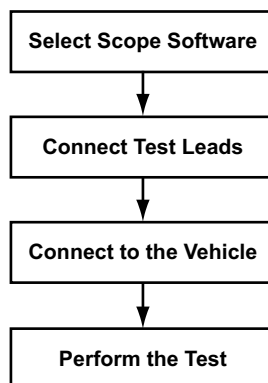 Select Scope Software
Connect Test Leads
Connect to the Vehicle
Perform the Test